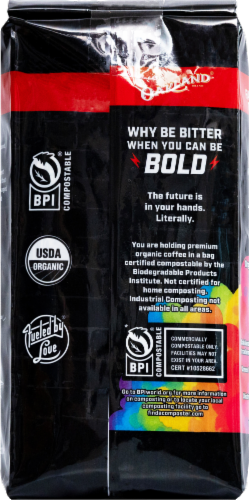 OAKLAND
WHY BE BITTER
WHEN YOU CAN BE
BOLD
The future is
in your hands.
Literally.
BPI
COMPOSTABLE
You are holding premium
organic coffee in a bag
certified compostable by the
Biodegradable Products
Institute. Not certified for
home composting.
Industrial Composting not
available in all areas.
USDA
ORGANIC
Fueled by
Love
BPI
COMPOSTABLE
COMMERCIALLY
COMPOSTABLE ONLY.
FACILITIES MAY NOT
EXIST IN YOUR AREA
CERT #10528662
Go to BPIworld.org for more information
on composting or to locate your local
composting facility go to
findacomposter.com